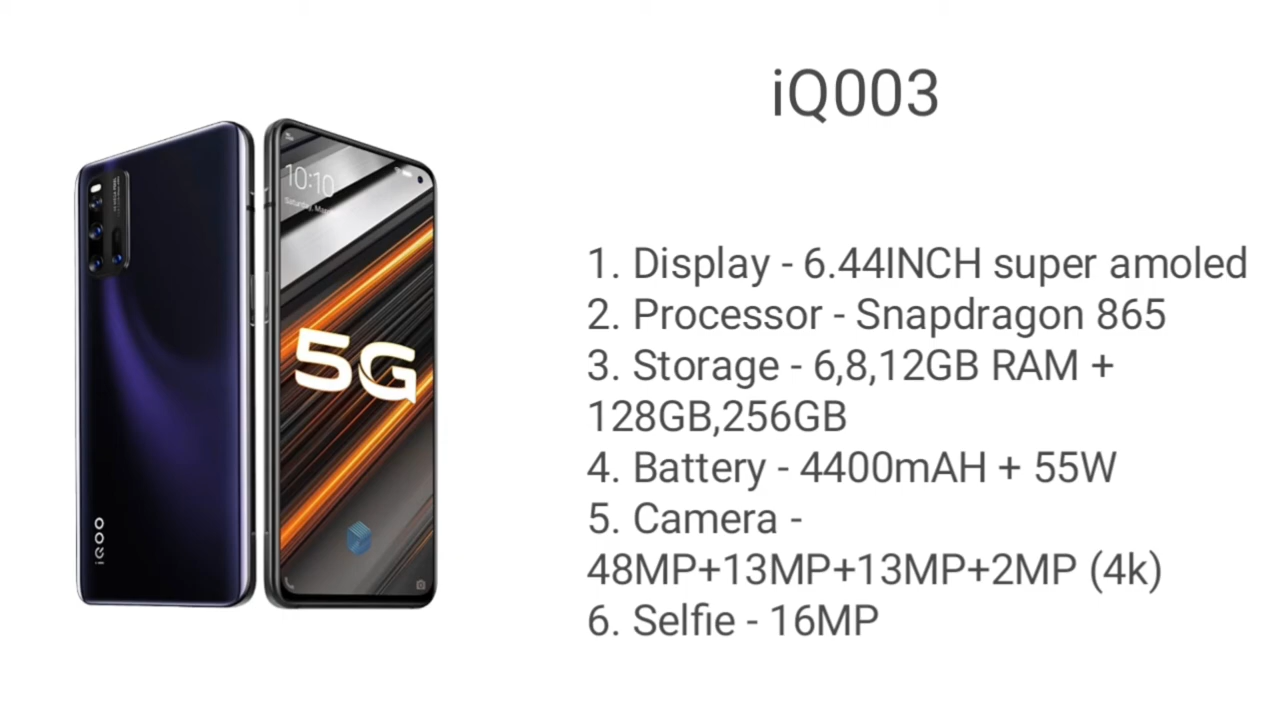 iQ003
1. Display - 6.44INCH super amoled
2. Processor - Snapdragon 865
3. Storage - 6,8,12GB RAM +
128GB,256GB
4. Battery - 4400mAH + 55W
5. Camera -
48MP+13MP+13MP+2MP (4k)
6. Selfie - 16MP
10:10
5G
iQOO